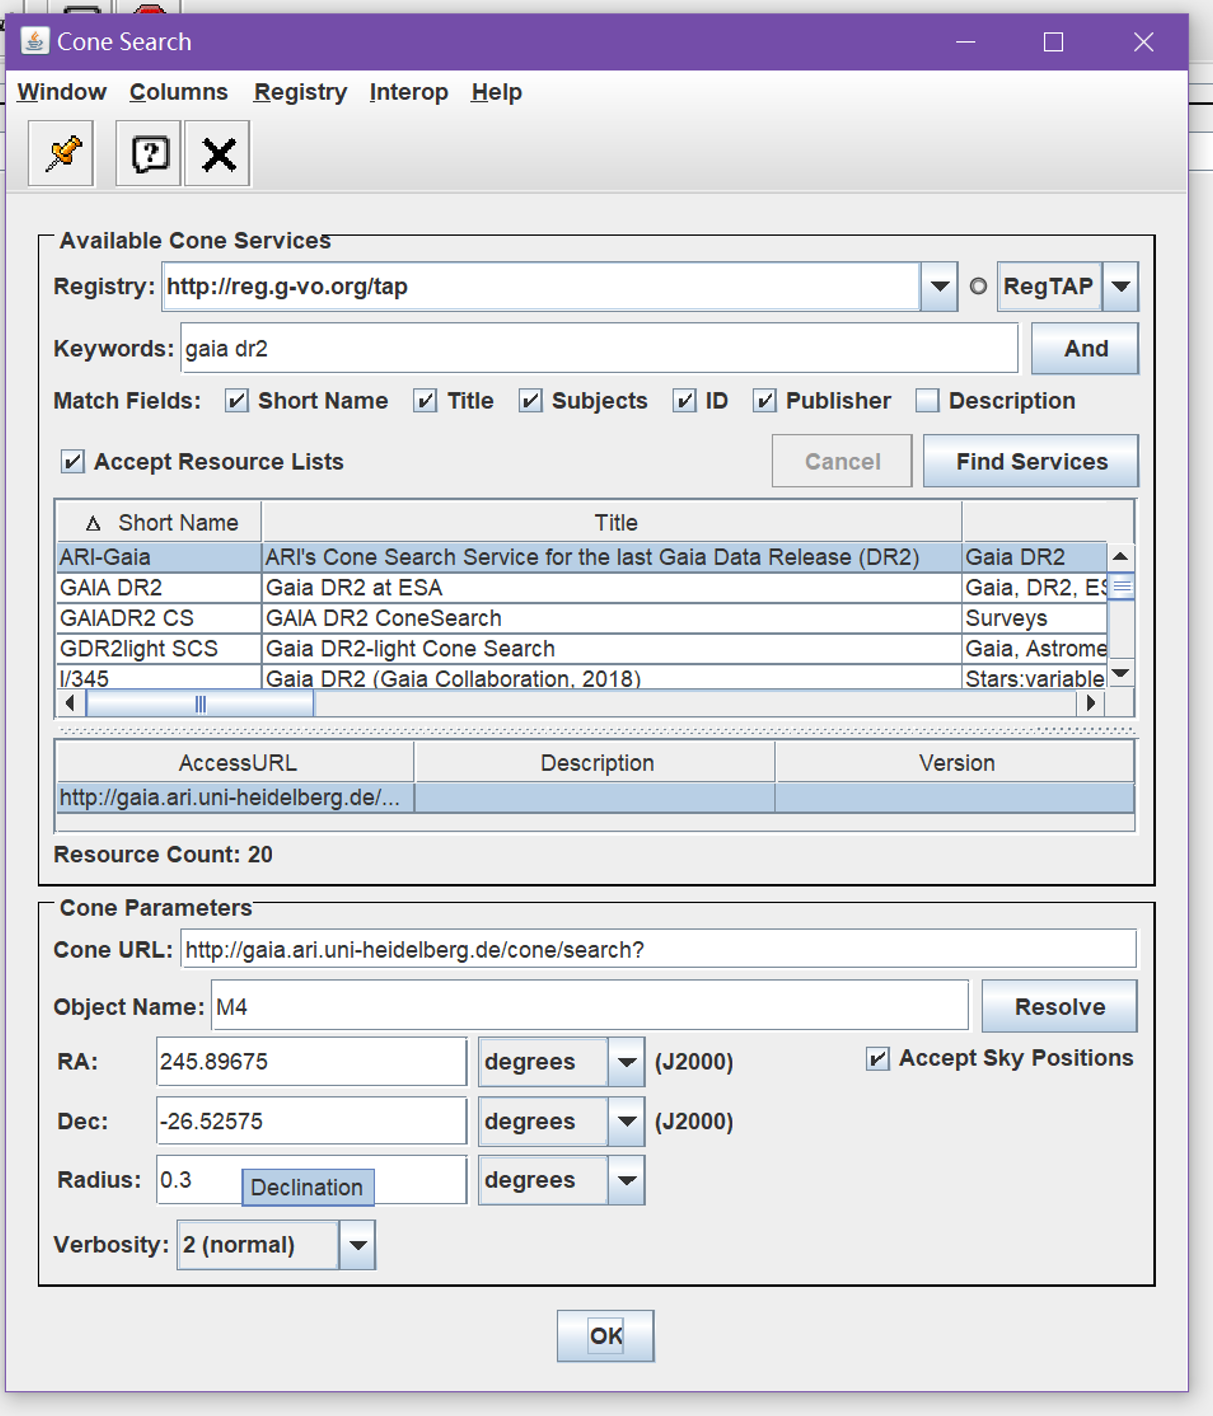 Cone Search
Window Columns Registry Interop Help
Available Cone Services
Registry: http://reg.g-vo.org/tap RegTAP
Keywords: gaia dr2 And
Match Fields: Short Name Title Subjects ID Publisher Description
Accept Resource Lists Cancel Find Services
Short Name Title
ARI-Gaia ARI's Cone Search Service for the last Gaia Data Release (DR2) Gaia DR2
GAIA DR2 Gaia DR2 at ESA Gaia, DR2, ES
GAIADR2 CS GAIA DR2 ConeSearch Surveys
GDR2light SCS Gaia DR2-light Cone Search Gaia, Astrome
I/345 Gaia DR2 (Gaia Collaboration, 2018) Stars:variable
AccessURL Description Version
http://gaia.ari.uni-heidelberg.de/...
Resource Count: 20
Cone Parameters
Cone URL: http://gaia.ari.uni-heidelberg.de/cone/search?
Object Name: M4 Resolve
RA: 245.89675 degrees (J2000) Accept Sky Positions
Dec: -26.52575 degrees (J2000)
Radius: 0.3 Declination degrees
Verbosity: 2 (normal)
OK